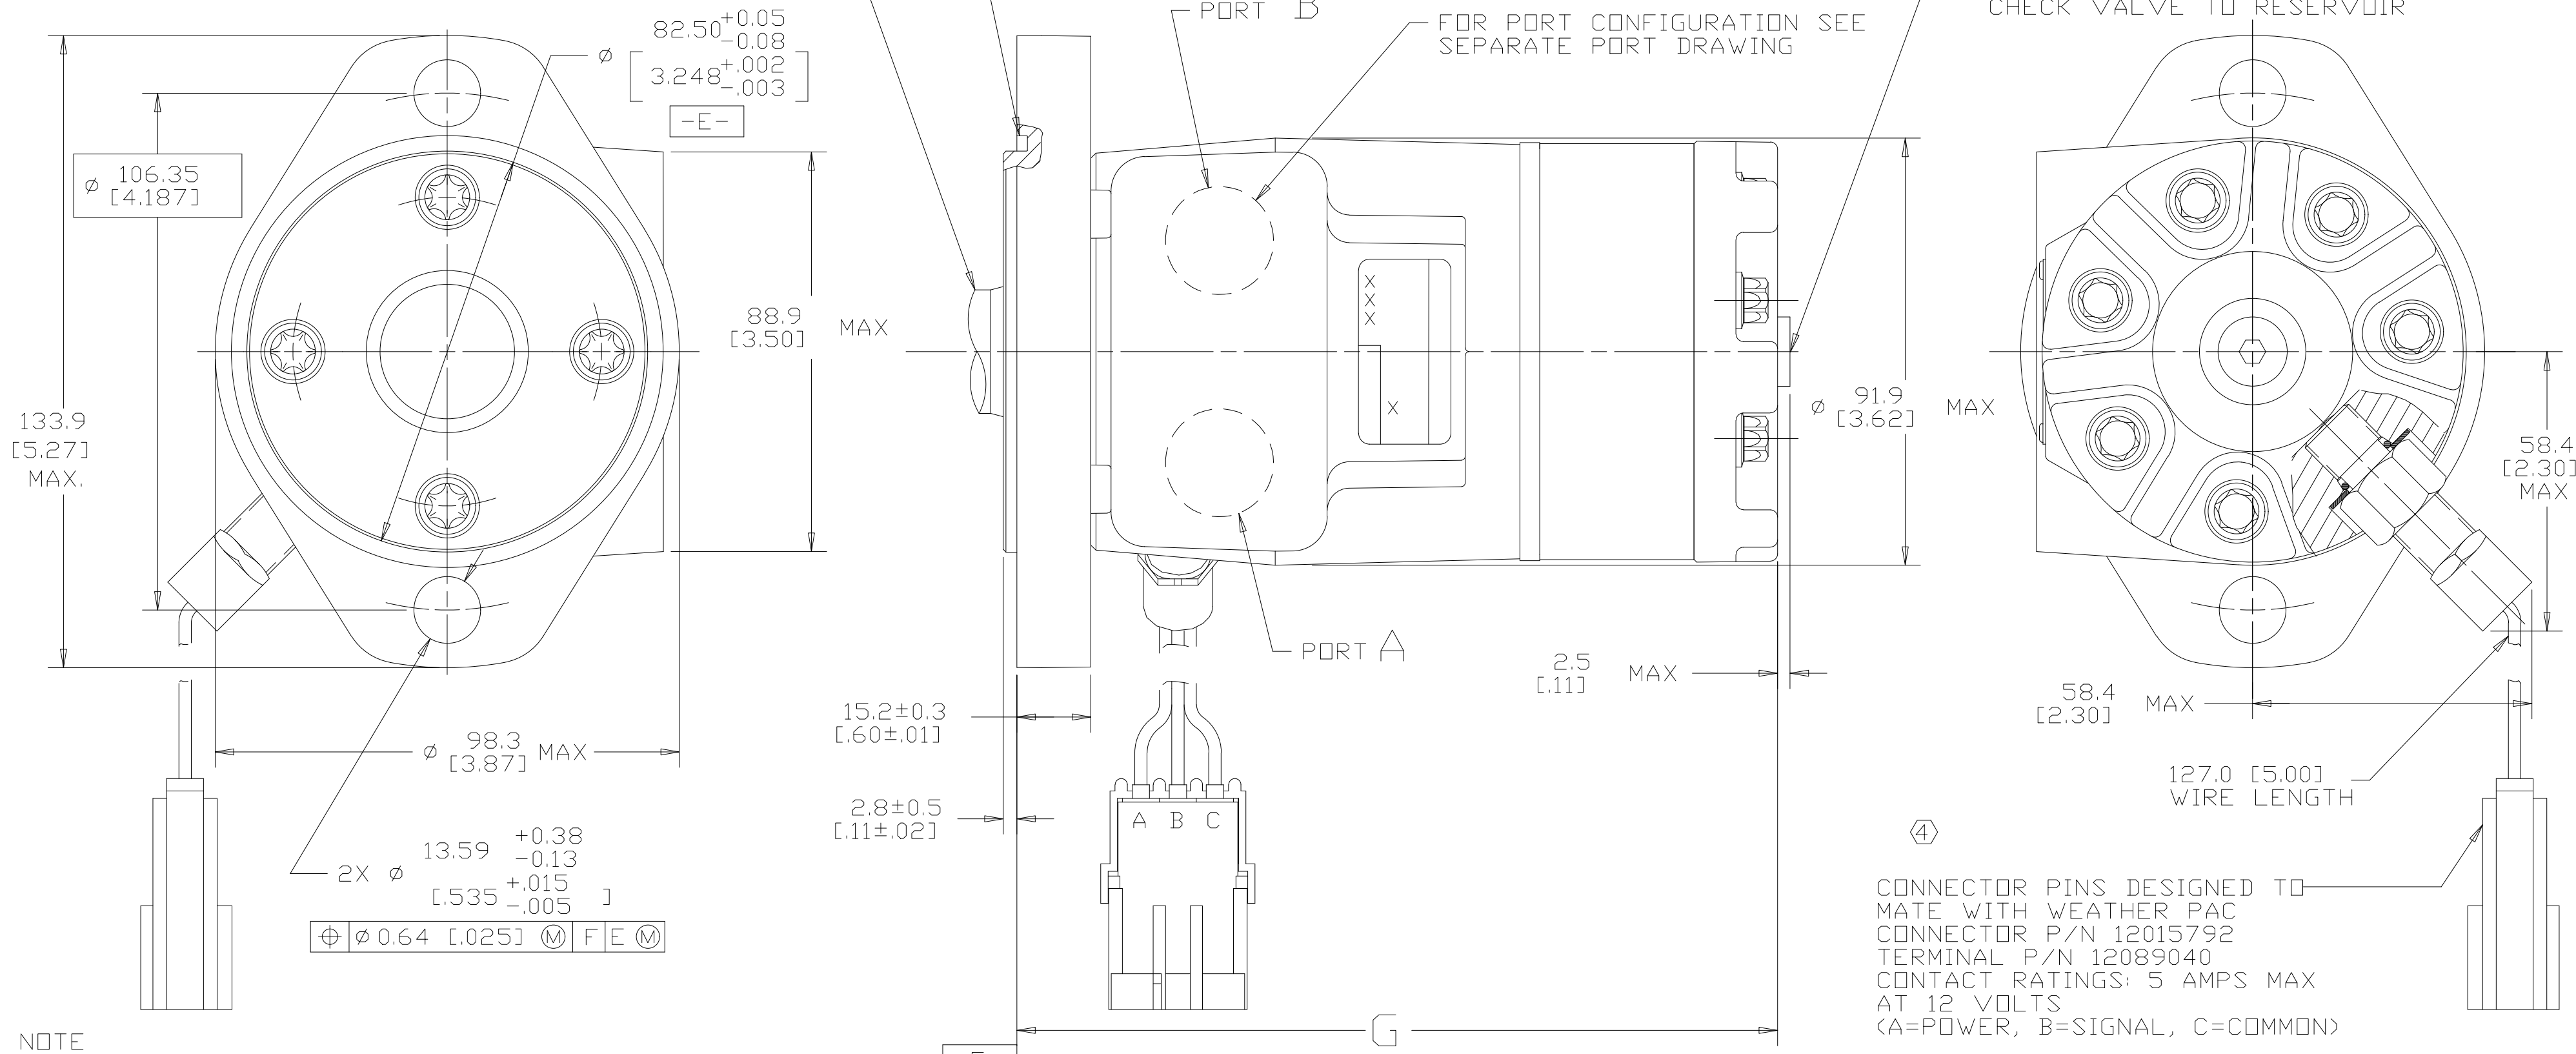 PORT B
FOR PORT CONFIGURATION SEE
SEPARATE PORT DRAWING
CHECK VALVE TO RESERVOIR
⌀ 82.50 +0.05 -0.08
[3.248 +.002 -.003]
-E-
⌀ 106.35
[4.187]
133.9
[5.27]
MAX.
88.9
[3.50]
MAX
⌀ 98.3
[3.87]
MAX
2X ⌀ 13.59 +0.38 -0.13
[.535 +.015 -.005]
⌖ ⌀ 0.64 [.025] Ⓜ F E Ⓜ
NOTE
X
X
X
X
⌀ 91.9
[3.62]
MAX
PORT A
2.5
[.11]
MAX
15.2±0.3
[.60±.01]
2.8±0.5
[.11±.02]
A B C
G
58.4
[2.30]
MAX
58.4
[2.30]
MAX
127.0 [5.00]
WIRE LENGTH
4
CONNECTOR PINS DESIGNED TO
MATE WITH WEATHER PAC
CONNECTOR P/N 12015792
TERMINAL P/N 12089040
CONTACT RATINGS: 5 AMPS MAX
AT 12 VOLTS
(A=POWER, B=SIGNAL, C=COMMON)